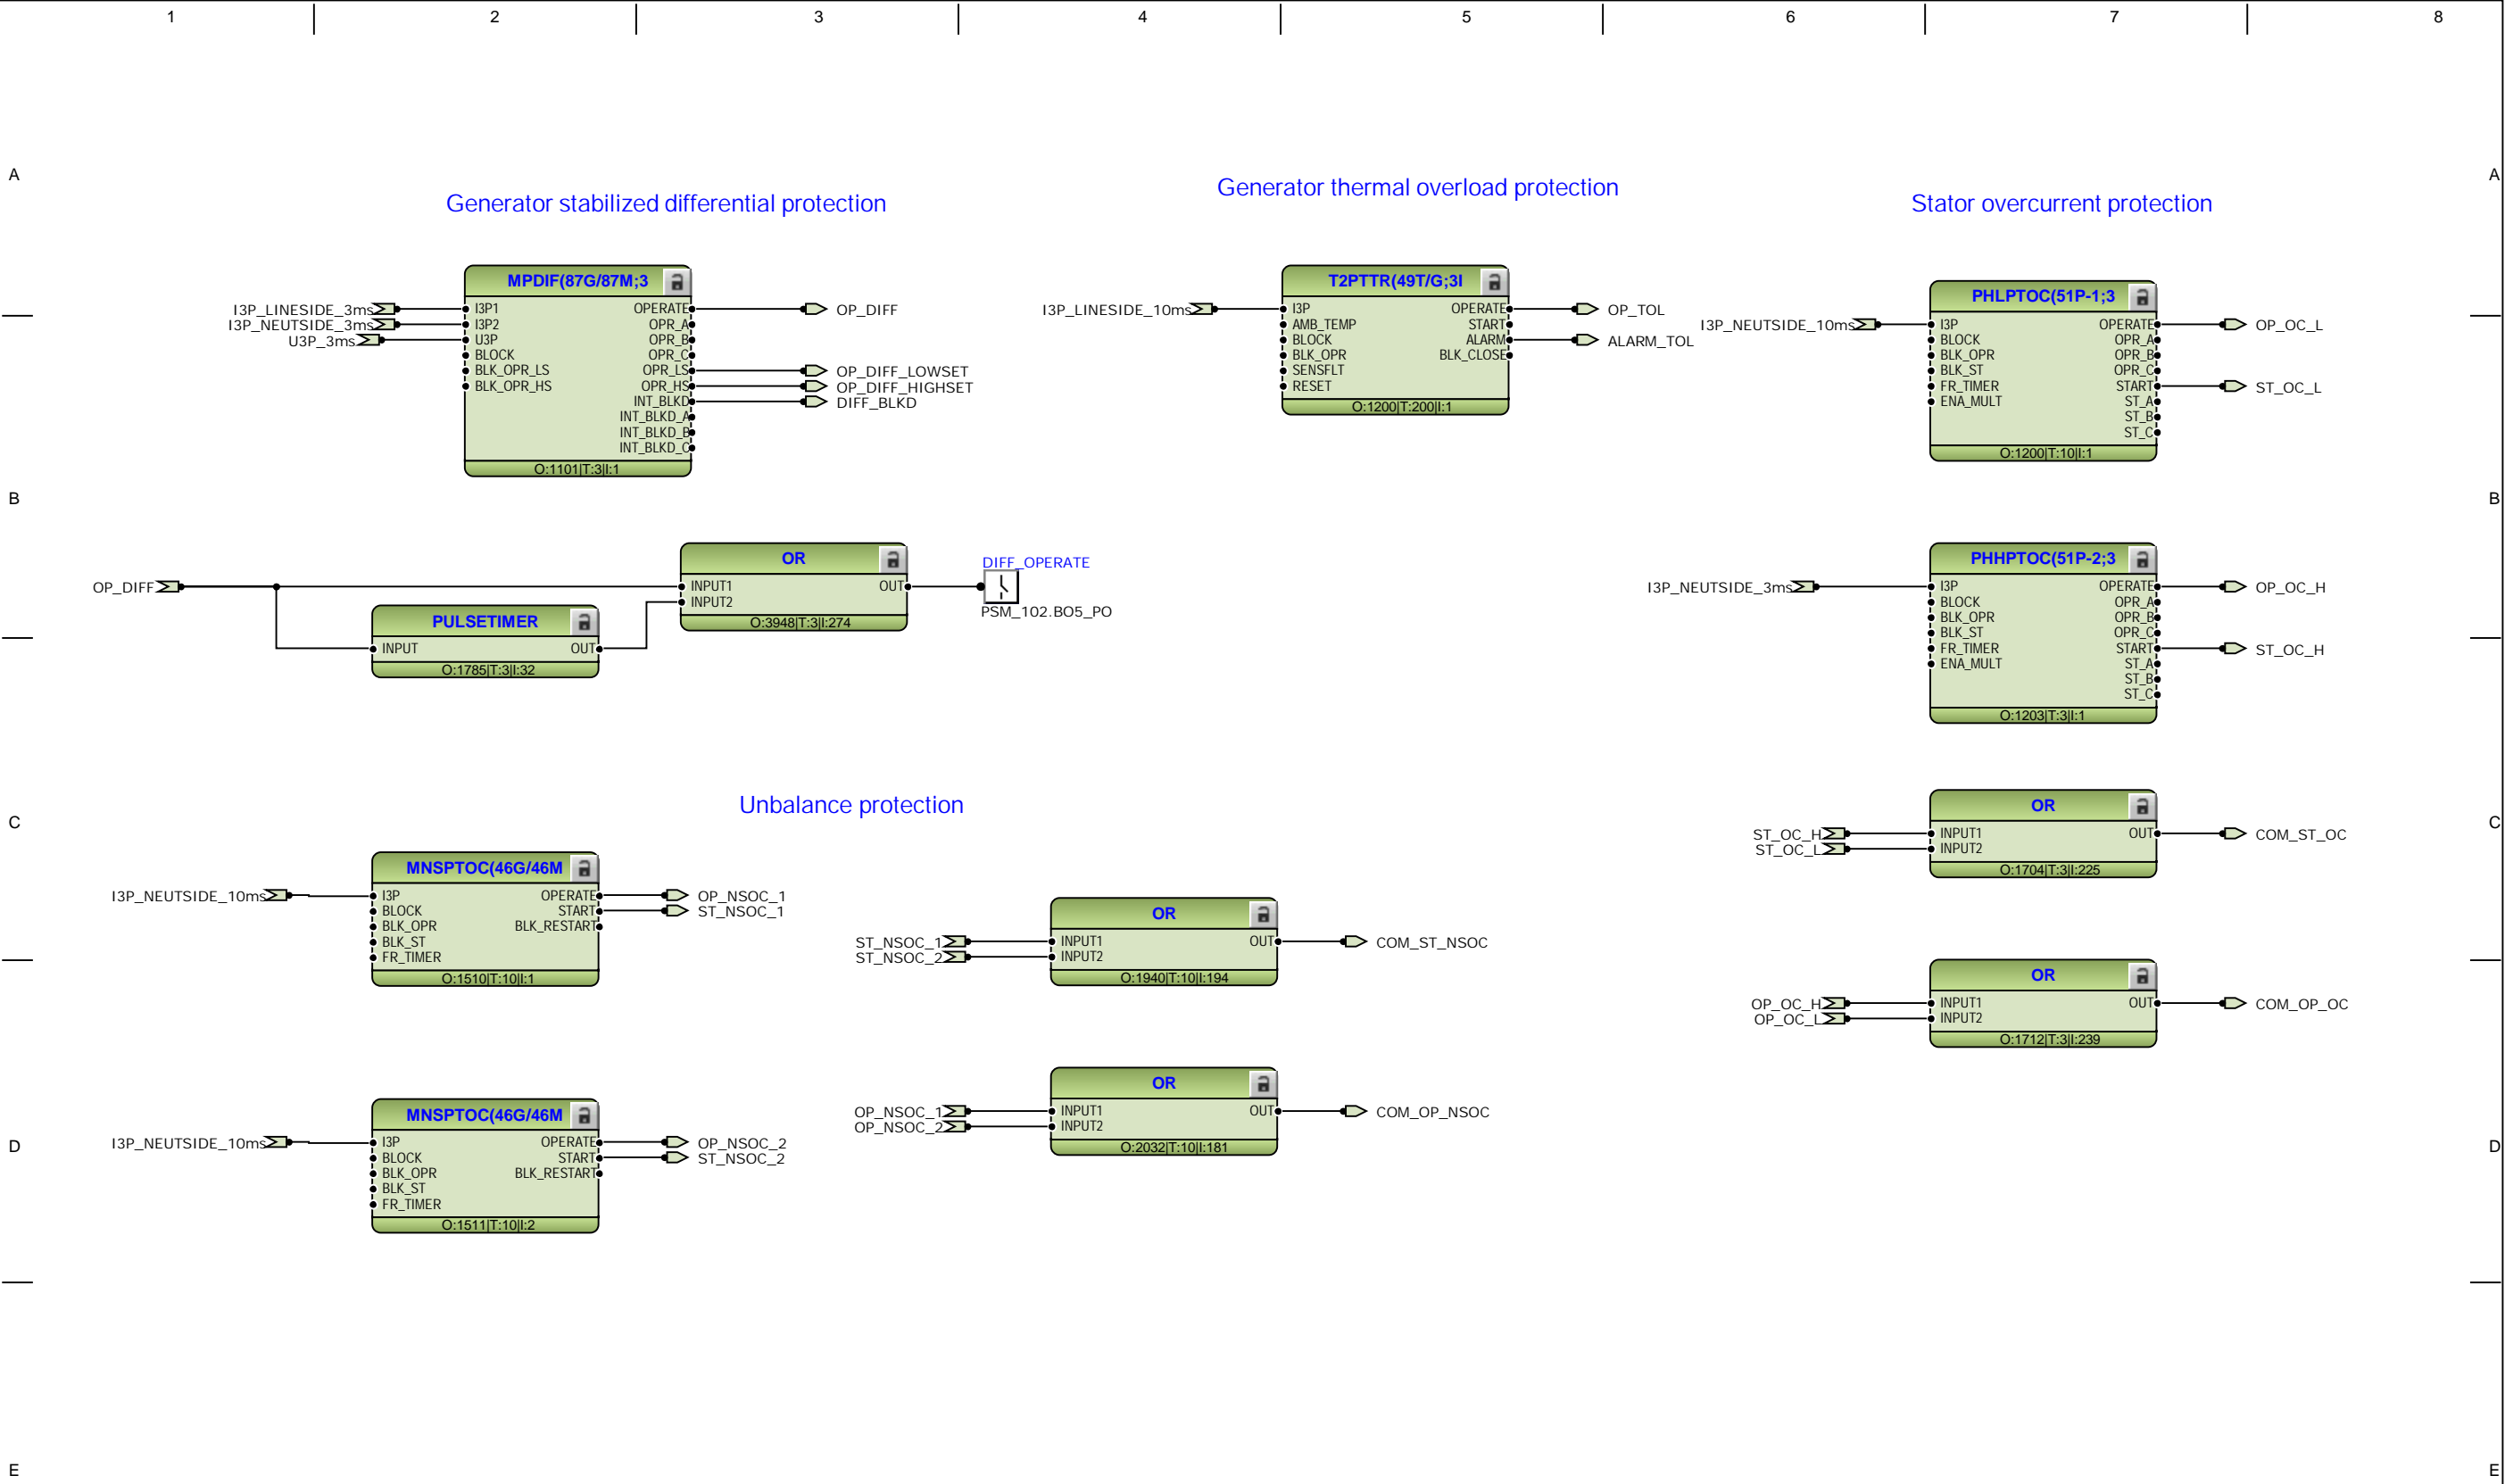 1 2 3 4 5 6 7 8
A A
Generator stabilized differential protection
Generator thermal overload protection
Stator overcurrent protection
MPDIF(87G/87M;3
I3P_LINESIDE_3ms
I3P_NEUTSIDE_3ms
U3P_3ms
I3P1 OPERATE
I3P2 OPR_A
U3P OPR_B
BLOCK OPR_C
BLK_OPR_LS OPR_LS
BLK_OPR_HS OPR_HS
INT_BLKD
INT_BLKD_A
INT_BLKD_B
INT_BLKD_C
O:1101|T:3|I:1
OP_DIFF
OP_DIFF_LOWSET
OP_DIFF_HIGHSET
DIFF_BLKD
T2PTTR(49T/G;3I
I3P_LINESIDE_10ms
I3P OPERATE
AMB_TEMP START
BLOCK ALARM
BLK_OPR BLK_CLOSE
SENSFLT
RESET
O:1200|T:200|I:1
OP_TOL
ALARM_TOL
PHLPTOC(51P-1;3
I3P_NEUTSIDE_10ms
I3P OPERATE
BLOCK OPR_A
BLK_OPR OPR_B
BLK_ST OPR_C
FR_TIMER START
ENA_MULT ST_A
ST_B
ST_C
O:1200|T:10|I:1
OP_OC_L
ST_OC_L
B B
OP_DIFF
PULSETIMER
INPUT OUT
O:1785|T:3|I:32
OR
INPUT1 OUT
INPUT2
O:3948|T:3|I:274
DIFF_OPERATE
PSM_102.BO5_PO
PHHPTOC(51P-2;3
I3P_NEUTSIDE_3ms
I3P OPERATE
BLOCK OPR_A
BLK_OPR OPR_B
BLK_ST OPR_C
FR_TIMER START
ENA_MULT ST_A
ST_B
ST_C
O:1203|T:3|I:1
OP_OC_H
ST_OC_H
C C
Unbalance protection
MNSPTOC(46G/46M
I3P_NEUTSIDE_10ms
I3P OPERATE
BLOCK START
BLK_OPR BLK_RESTART
BLK_ST
FR_TIMER
O:1510|T:10|I:1
OP_NSOC_1
ST_NSOC_1
OR
ST_NSOC_1
ST_NSOC_2
INPUT1 OUT
INPUT2
O:1940|T:10|I:194
COM_ST_NSOC
OR
ST_OC_H
ST_OC_L
INPUT1 OUT
INPUT2
O:1704|T:3|I:225
COM_ST_OC
OR
OP_OC_H
OP_OC_L
INPUT1 OUT
INPUT2
O:1712|T:3|I:239
COM_OP_OC
D D
MNSPTOC(46G/46M
I3P_NEUTSIDE_10ms
I3P OPERATE
BLOCK START
BLK_OPR BLK_RESTART
BLK_ST
FR_TIMER
O:1511|T:10|I:2
OP_NSOC_2
ST_NSOC_2
OR
OP_NSOC_1
OP_NSOC_2
INPUT1 OUT
INPUT2
O:2032|T:10|I:181
COM_OP_NSOC
E E